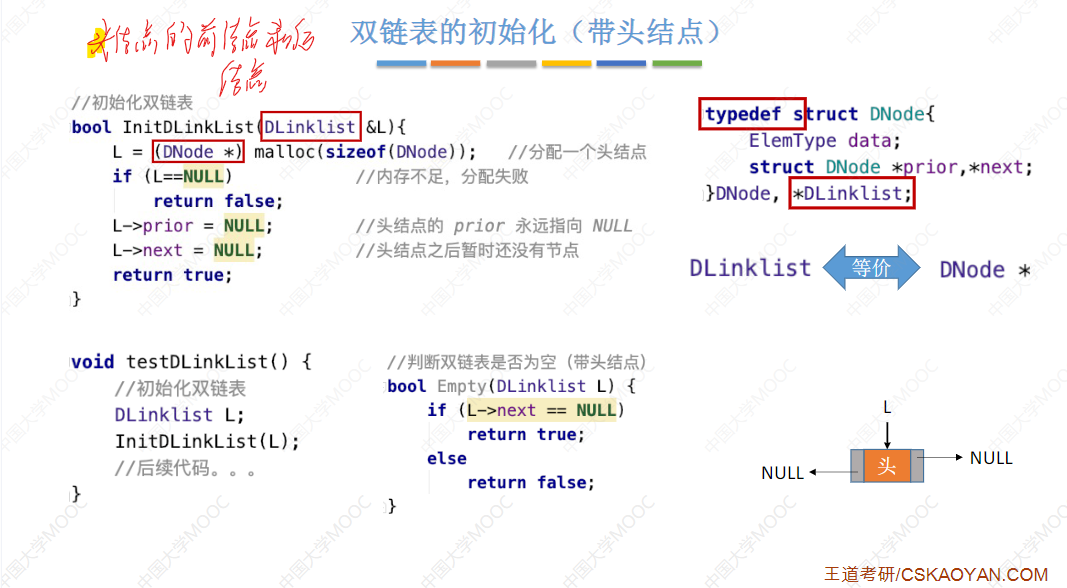 头结点的前结点和后
结点
双链表的初始化（带头结点）
//初始化双链表
bool InitDLinkList(DLinklist &L){
L = (DNode *) malloc(sizeof(DNode)); //分配一个头结点
if (L==NULL) //内存不足，分配失败
return false;
L->prior = NULL; //头结点的 prior 永远指向 NULL
L->next = NULL; //头结点之后暂时还没有节点
return true;
}
typedef struct DNode{
ElemType data;
struct DNode *prior,*next;
}DNode, *DLinklist;
DLinklist 等价 DNode *
void testDLinkList() {
//初始化双链表
DLinklist L;
InitDLinkList(L);
//后续代码。。。
}
//判断双链表是否为空（带头结点）
bool Empty(DLinklist L) {
if (L->next == NULL)
return true;
else
return false;
}
L
NULL 头 NULL
王道考研/CSKAOYAN.COM
中国大学MOOC